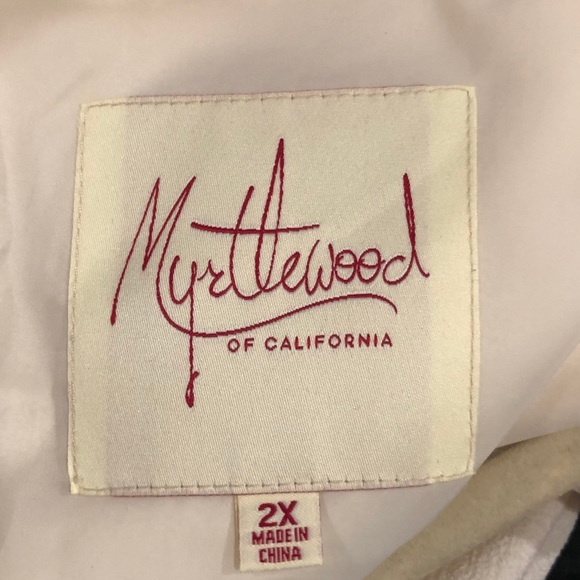 Myrtlewood
OF CALIFORNIA
2X
MADE IN
CHINA